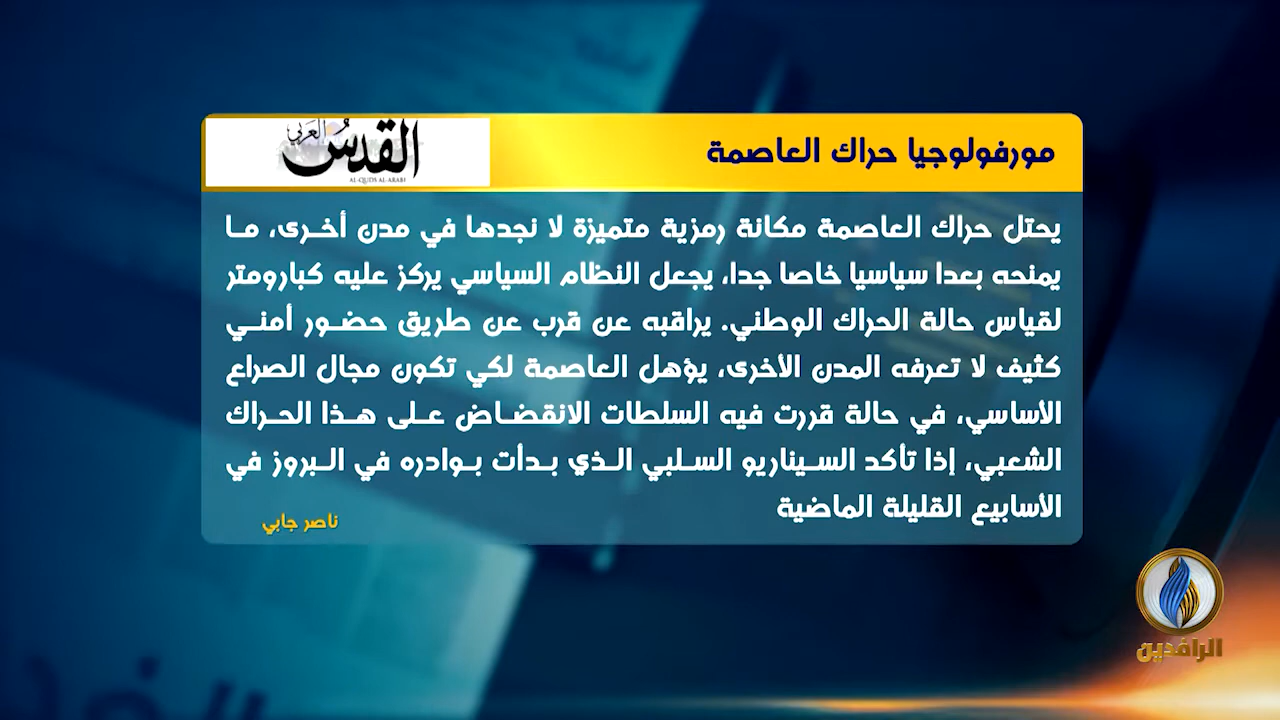 مورفولوجيا حراك العاصمة
القدس العربي
AL-QUDS AL-ARABI
يحتل حراك العاصمة مكانة رمزية متميزة لا نجدها في مدن أخرى، ما
يمنحه بعدا سياسيا خاصا جدا، يجعل النظام السياسي يركز عليه كبارومتر
لقياس حالة الحراك الوطني. يراقبه عن قرب عن طريق حضور أمني
كثيف لا تعرفه المدن الأخرى، يؤهل العاصمة لكي تكون مجال الصراع
الأساسي، في حالة قررت فيه السلطات الانقضاض على هذا الحراك
الشعبي، إذا تأكد السيناريو السلبي الذي بدأت بوادره في البروز في
الأسابيع القليلة الماضية
ناصر جابي
الرافدين